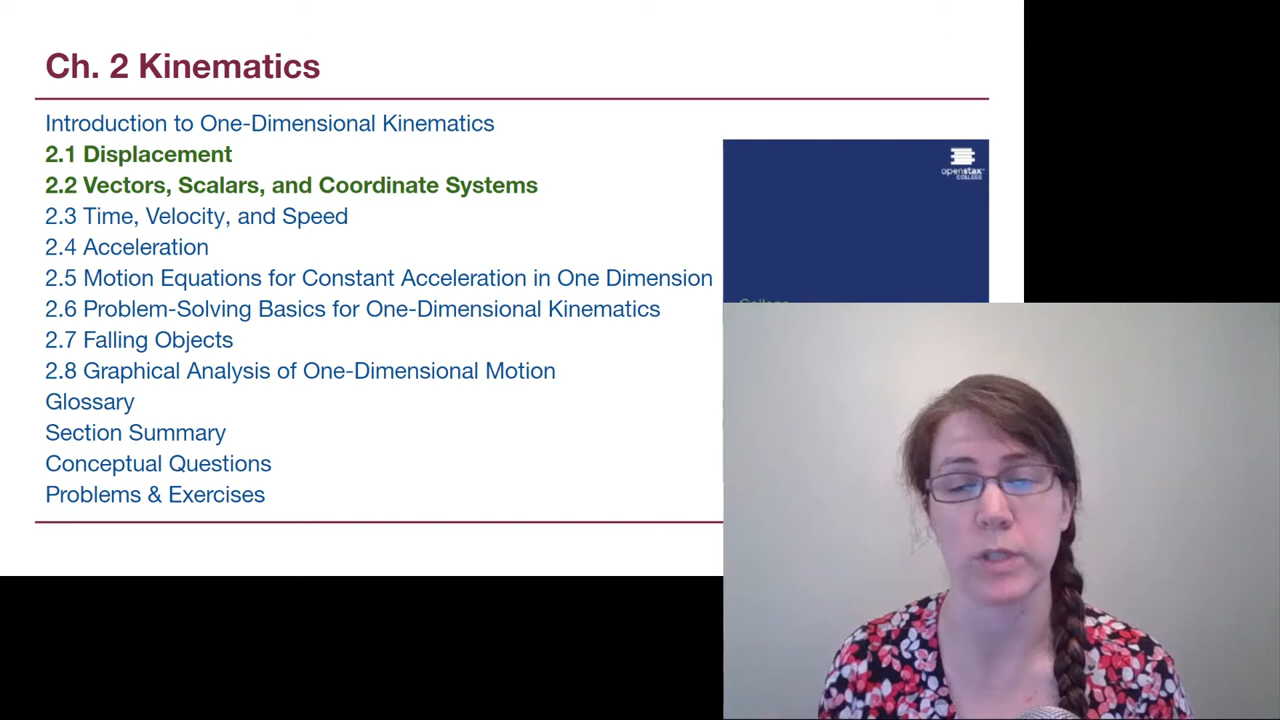 Ch. 2 Kinematics
Introduction to One-Dimensional Kinematics
2.1 Displacement
2.2 Vectors, Scalars, and Coordinate Systems
2.3 Time, Velocity, and Speed
2.4 Acceleration
2.5 Motion Equations for Constant Acceleration in One Dimension
2.6 Problem-Solving Basics for One-Dimensional Kinematics
2.7 Falling Objects
2.8 Graphical Analysis of One-Dimensional Motion
Glossary
Section Summary
Conceptual Questions
Problems & Exercises
openstax™
COLLEGE
College